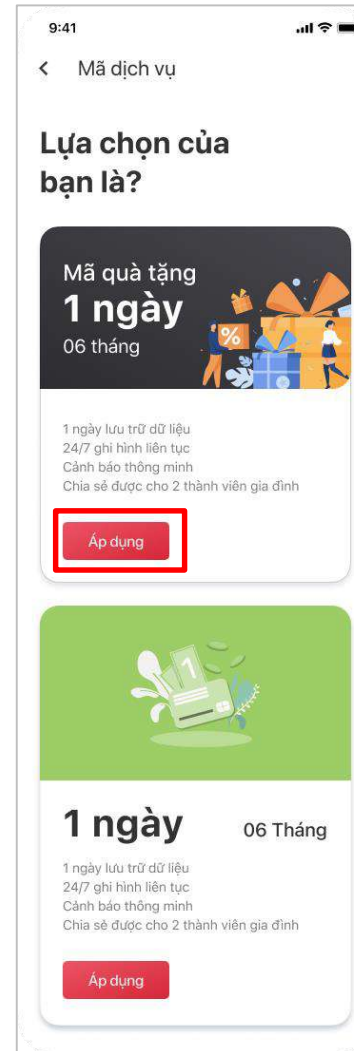 9:41
Mã dịch vụ
Lựa chọn của
bạn là?
Mã quà tặng
1 ngày
06 tháng
%
1 ngày lưu trữ dữ liệu
24/7 ghi hình liên tục
Cảnh báo thông minh
Chia sẻ được cho 2 thành viên gia đình
Áp dụng
1
1 ngày
06 Tháng
1 ngày lưu trữ dữ liệu
24/7 ghi hình liên tục
Cảnh báo thông minh
Chia sẻ được cho 2 thành viên gia đình
Áp dụng